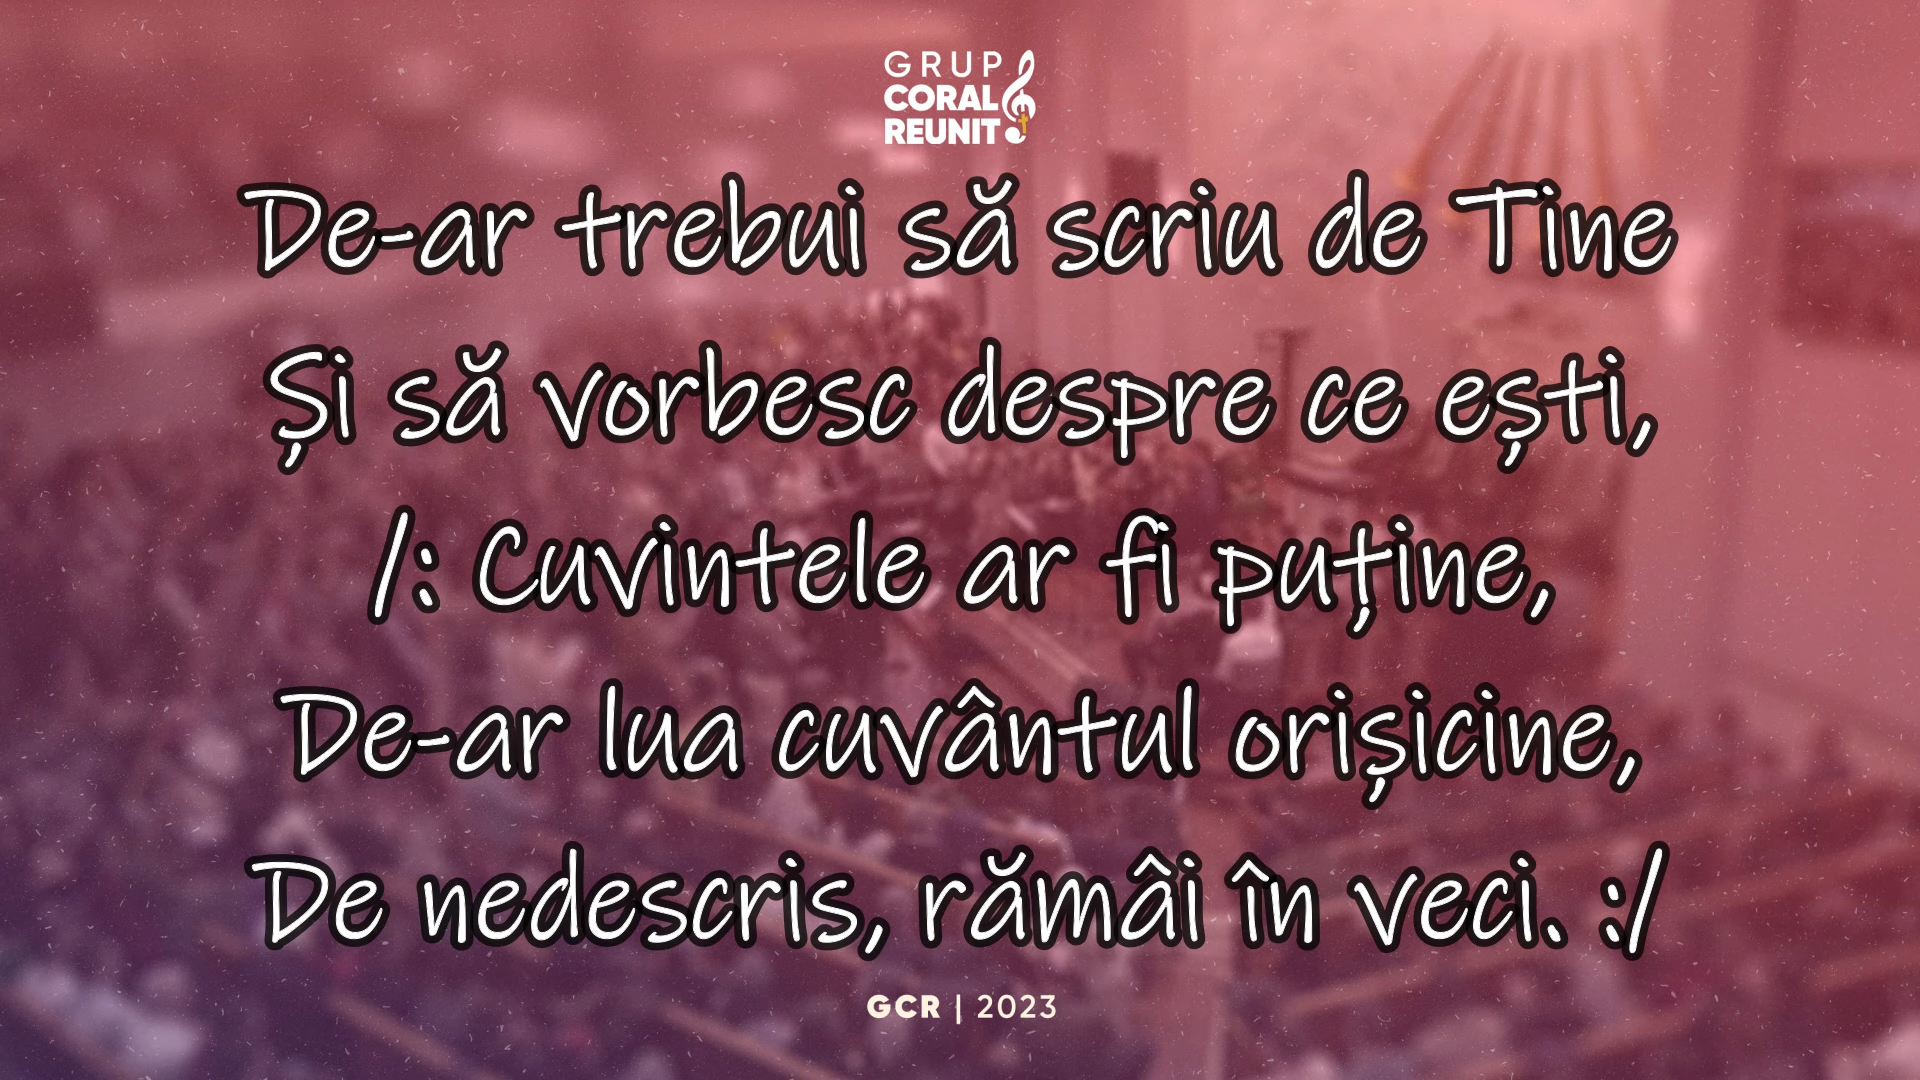 GRUP
CORAL
REUNIT
De-ar trebui să scriu de Tine
Și să vorbesc despre ce ești,
/: Cuvintele ar fi puține,
De-ar lua cuvântul orișicine,
De nedescris, rămâi în veci. :/
GCR | 2023